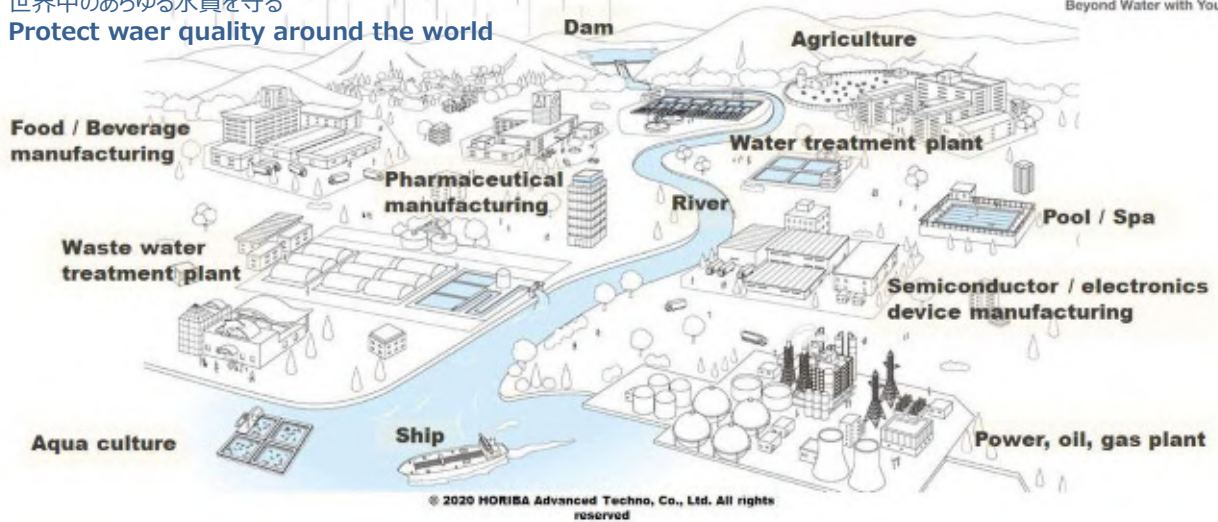 世界中のあらゆる水質を守る
Beyond Water with You
Protect waer quality around the world
Dam
Agriculture
Food / Beverage
manufacturing
Water treatment plant
Pharmaceutical
manufacturing
River
Pool / Spa
Waste water
treatment plant
Semiconductor / electronics
device manufacturing
Aqua culture
Ship
Power, oil, gas plant
© 2020 HORIBA Advanced Techno, Co., Ltd. All rights
reserved